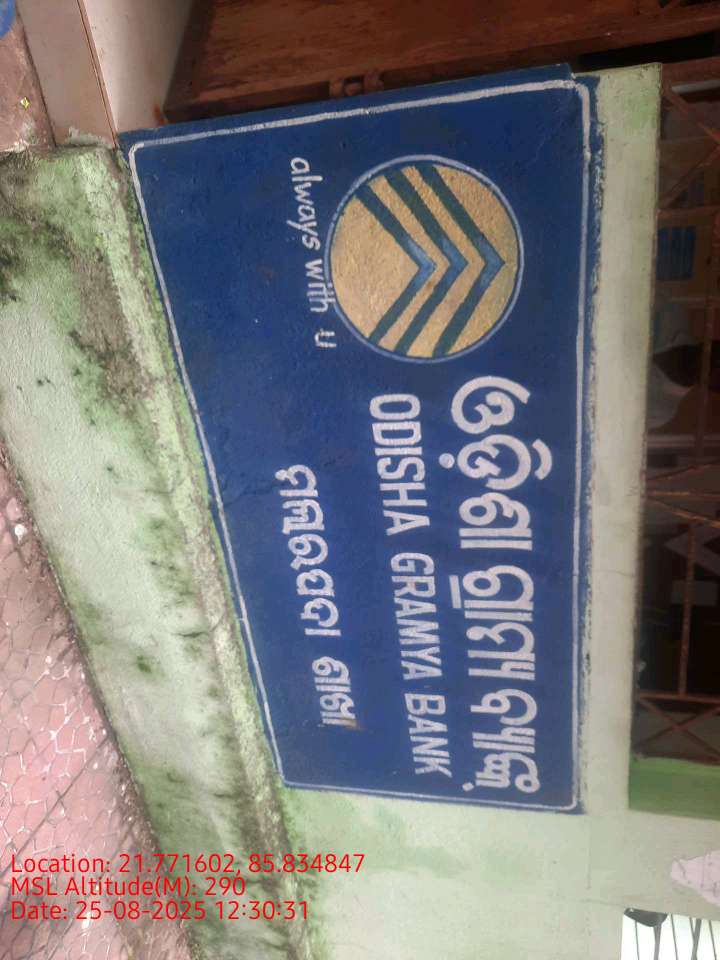 ଓଡ଼ିଶା ଗ୍ରାମ୍ୟ ବ୍ୟାଙ୍କ୍
ODISHA GRAMYA BANK
always with u
ଶାଖା
Location: 21.771602, 85.834847
MSL Altitude(M): 290
Date: 25-08-2025 12:30:31